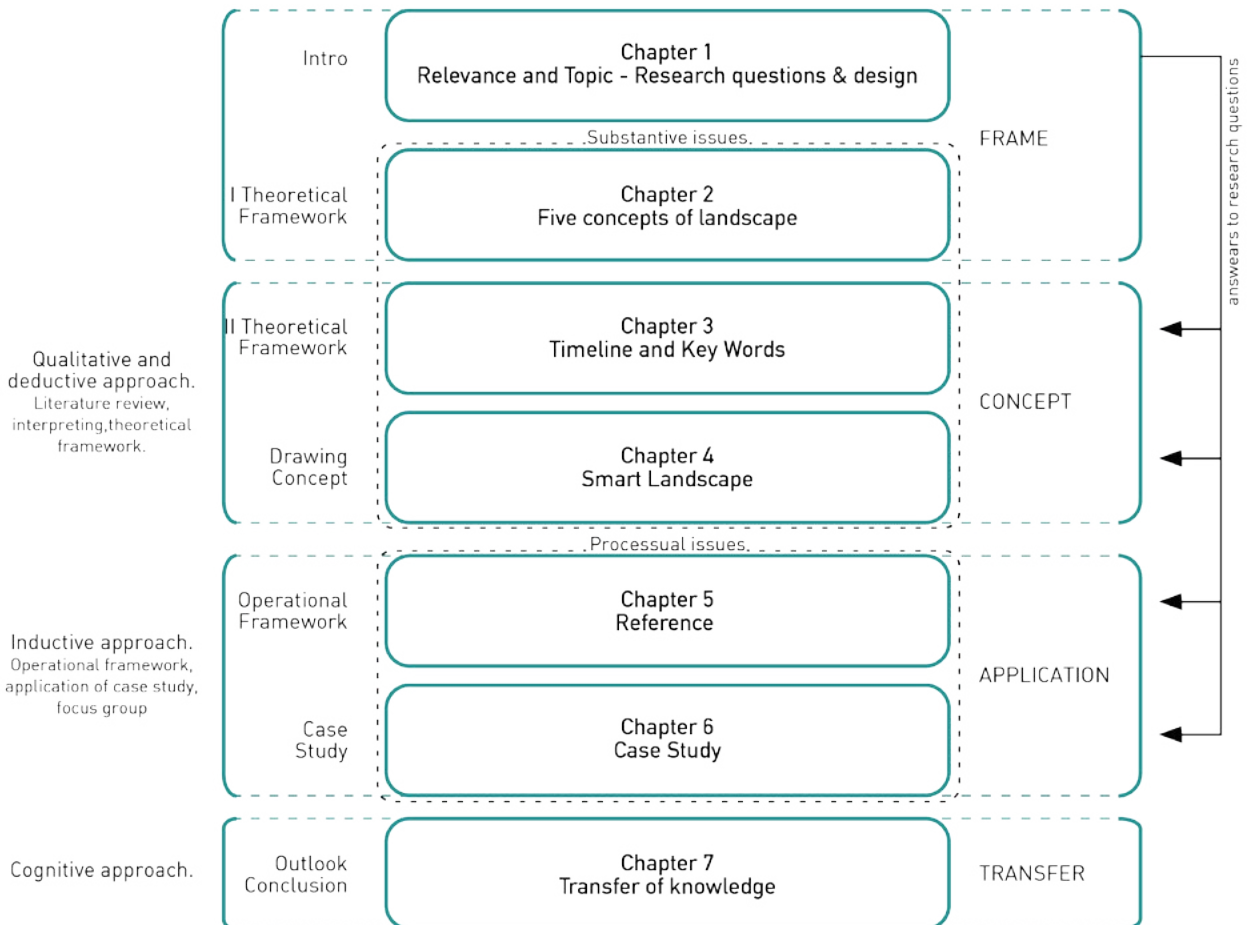 Intro
Chapter 1
Relevance and Topic - Research questions & design
FRAME
answears to research questions
Substantive issues.
I Theoretical
Framework
Chapter 2
Five concepts of landscape
Qualitative and
deductive approach.
Literature review,
interpreting,theoretical
framework.
II Theoretical
Framework
Chapter 3
Timeline and Key Words
CONCEPT
Drawing
Concept
Chapter 4
Smart Landscape
Processual issues.
Inductive approach.
Operational framework,
application of case study,
focus group
Operational
Framework
Chapter 5
Reference
APPLICATION
Case
Study
Chapter 6
Case Study
Cognitive approach.
Outlook
Conclusion
Chapter 7
Transfer of knowledge
TRANSFER